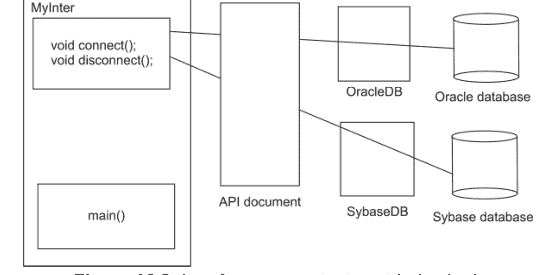 MyInter
void connect();
void disconnect();
main()
API document
OracleDB
Oracle database
SybaseDB
Sybase database